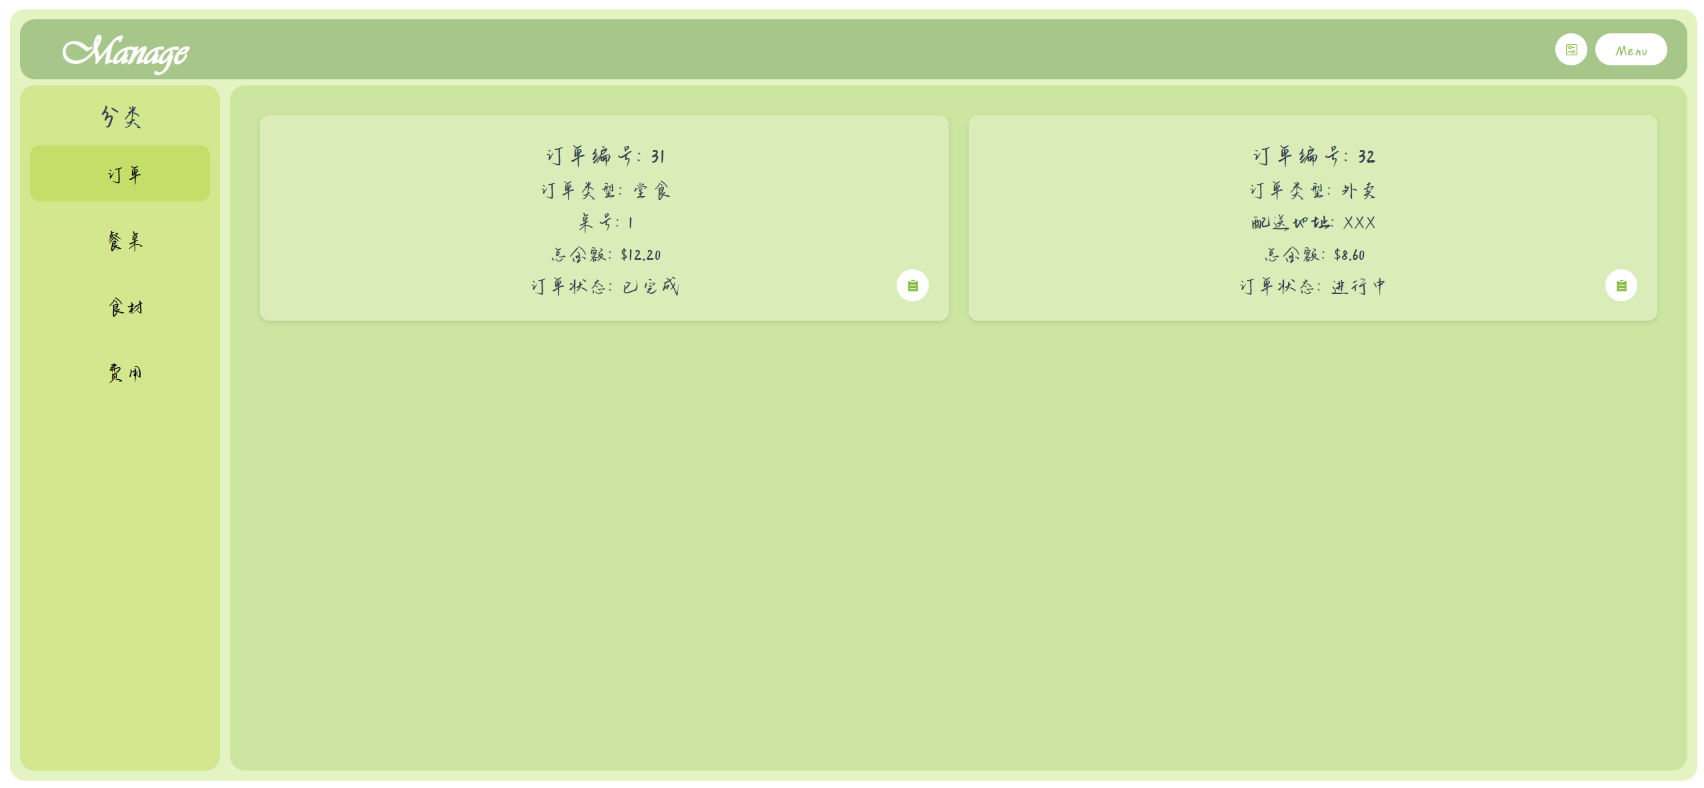 Manage
Menu
分类
订单
餐桌
食材
费用
订单编号: 31
订单类型: 堂食
桌号: 1
总金额: $12.20
订单状态: 已完成
订单编号: 32
订单类型: 外卖
配送地址: XXX
总金额: $8.60
订单状态: 进行中